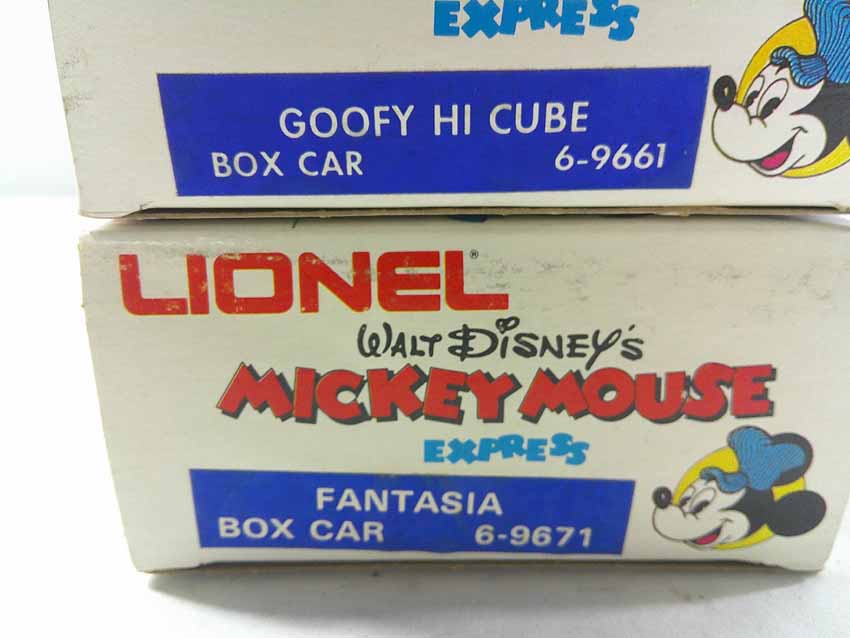 EXPRESS
GOOFY HI CUBE
BOX CAR 6-9661
LIONEL®
WALT DISNEY'S
MICKEY MOUSE
EXPRESS
FANTASIA
BOX CAR 6-9671